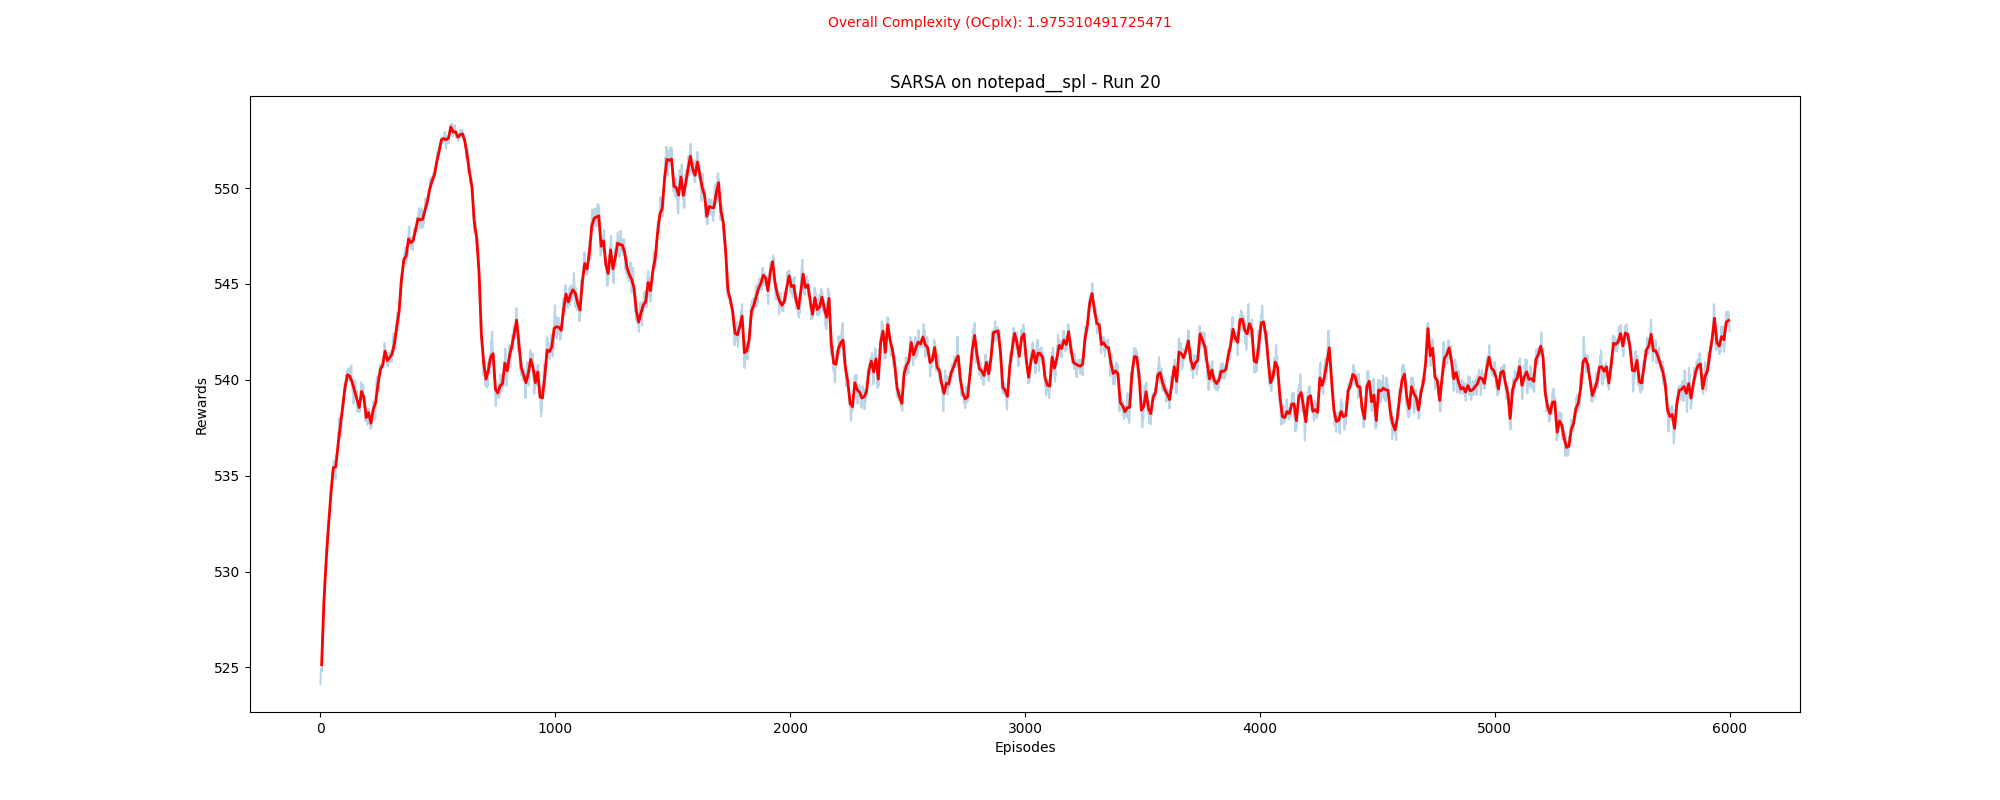 Overall Complexity (OCplx): 1.975310491725471
SARSA on notepad__spl - Run 20
Rewards
550
545
540
535
530
525
0 1000 2000 3000 4000 5000 6000
Episodes